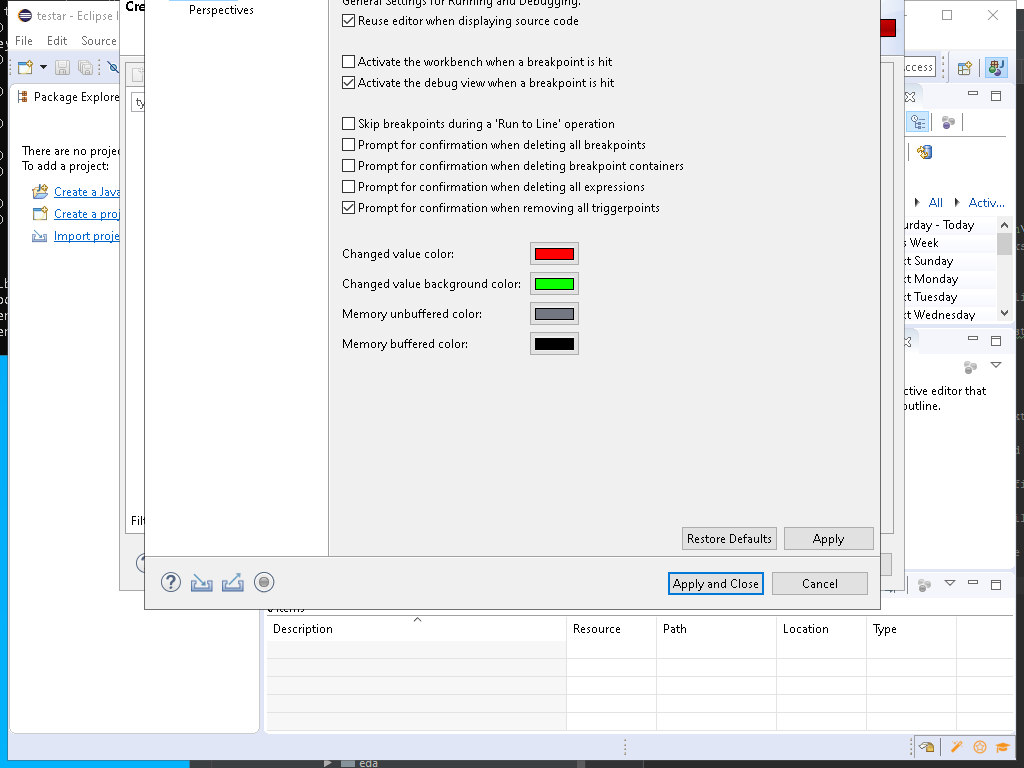 testar - Eclipse I
Cre
Perspectives
General Settings for Running and Debugging.
Reuse editor when displaying source code
File Edit Source
Activate the workbench when a breakpoint is hit
Activate the debug view when a breakpoint is hit
ccess
Package Explore
ty
Skip breakpoints during a 'Run to Line' operation
Prompt for confirmation when deleting all breakpoints
Prompt for confirmation when deleting breakpoint containers
Prompt for confirmation when deleting all expressions
Prompt for confirmation when removing all triggerpoints
There are no projec
To add a project:
Create a Java
Create a proj
Import proje
All Activ...
urday - Today
s Week
xt Sunday
xt Monday
xt Tuesday
xt Wednesday
Changed value color:
Changed value background color:
Memory unbuffered color:
Memory buffered color:
ctive editor that
outline.
Filt
Restore Defaults Apply
Apply and Close Cancel
Description Resource Path Location Type
eda